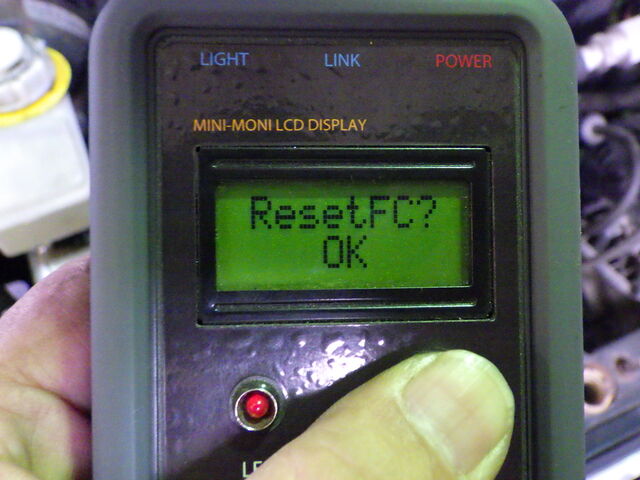 LIGHT LINK POWER
MINI-MONI LCD DISPLAY
ResetFC?
OK